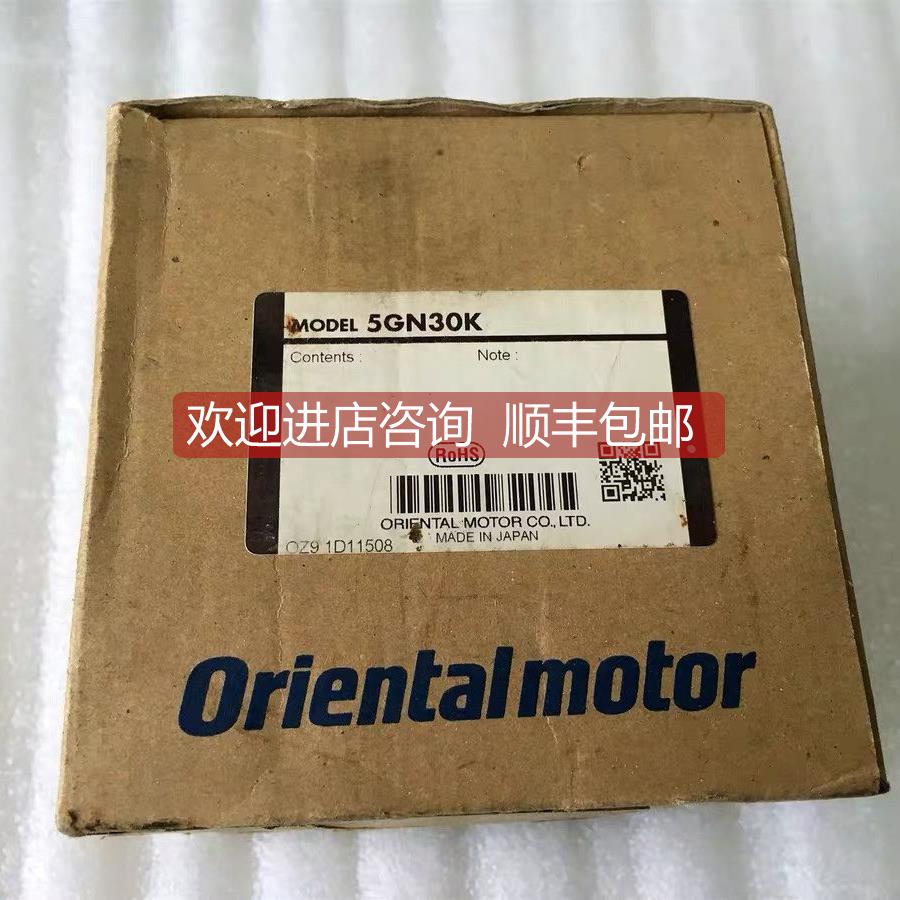 MODEL 5GN30K
Contents : Note :
欢迎进店咨询 顺丰包邮
RoHS
ORIENTAL MOTOR CO., LTD.
MADE IN JAPAN
OZ9 1D11508
Orientalmotor